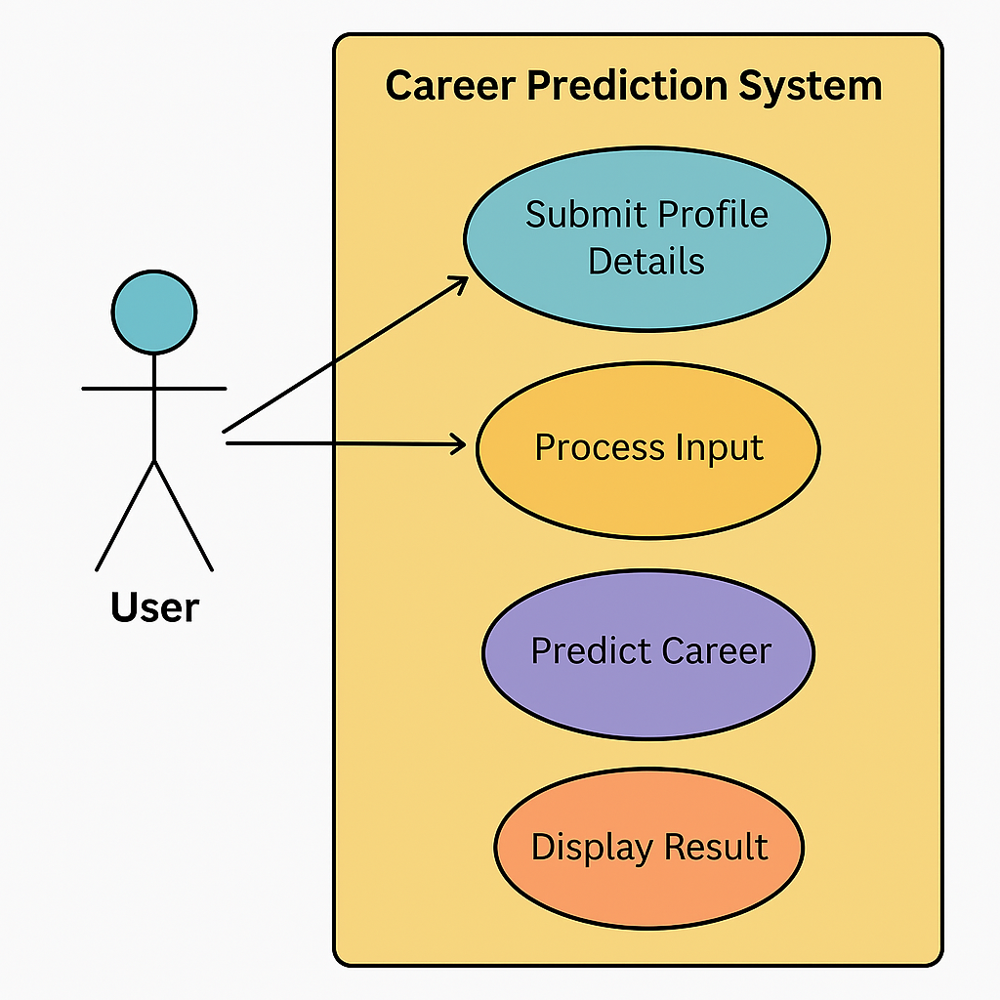 Career Prediction System
Submit Profile
Details
Process Input
Predict Career
Display Result
User